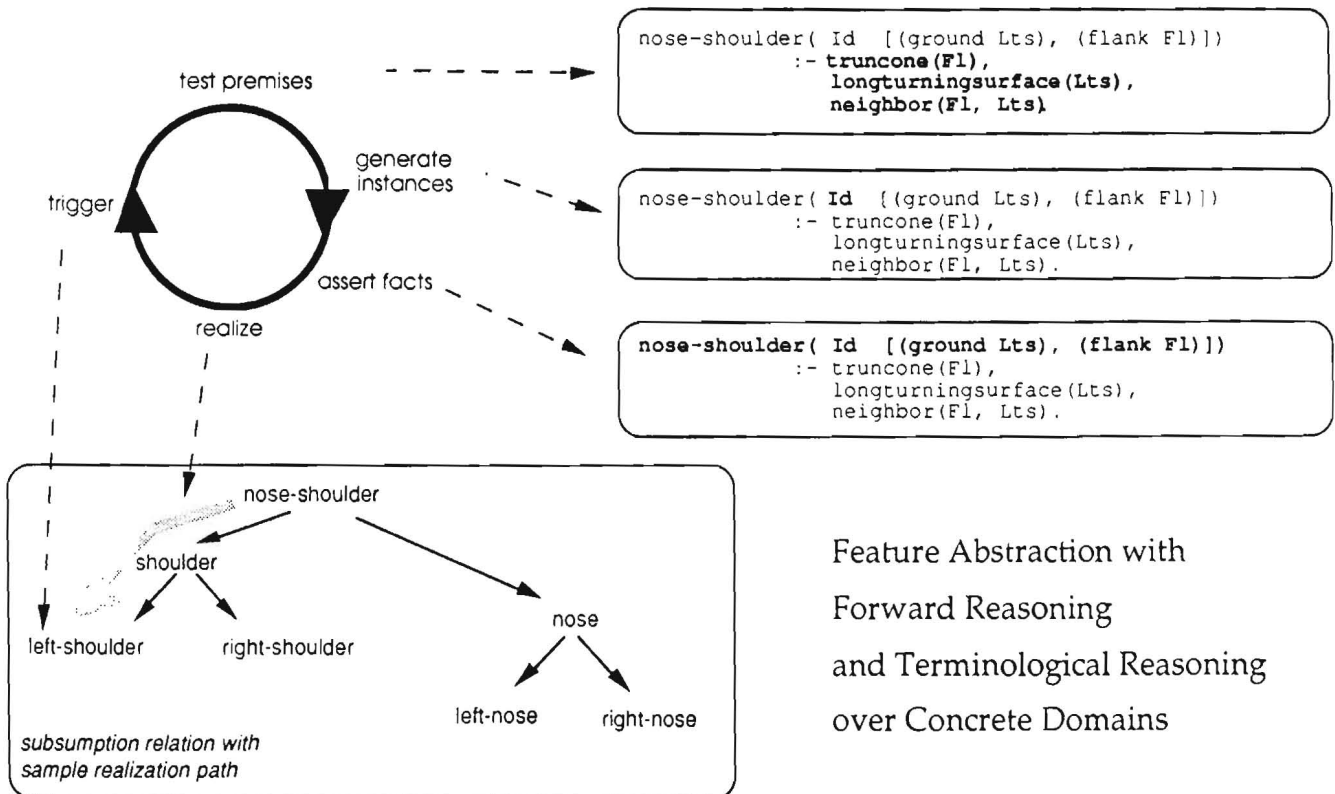 test premises
generate
instances
trigger
assert facts
realize
nose-shoulder( Id [(ground Lts), (flank Fl)])
:- truncone(Fl),
longturningsurface(Lts),
neighbor(Fl, Lts)
nose-shoulder( Id [(ground Lts), (flank Fl)])
:- truncone(Fl),
longturningsurface(Lts),
neighbor(Fl, Lts).
nose-shoulder( Id [(ground Lts), (flank Fl)])
:- truncone(Fl),
longturningsurface(Lts),
neighbor(Fl, Lts).
nose-shoulder
shoulder
nose
left-shoulder
right-shoulder
left-nose
right-nose
subsumption relation with
sample realization path
Feature Abstraction with
Forward Reasoning
and Terminological Reasoning
over Concrete Domains